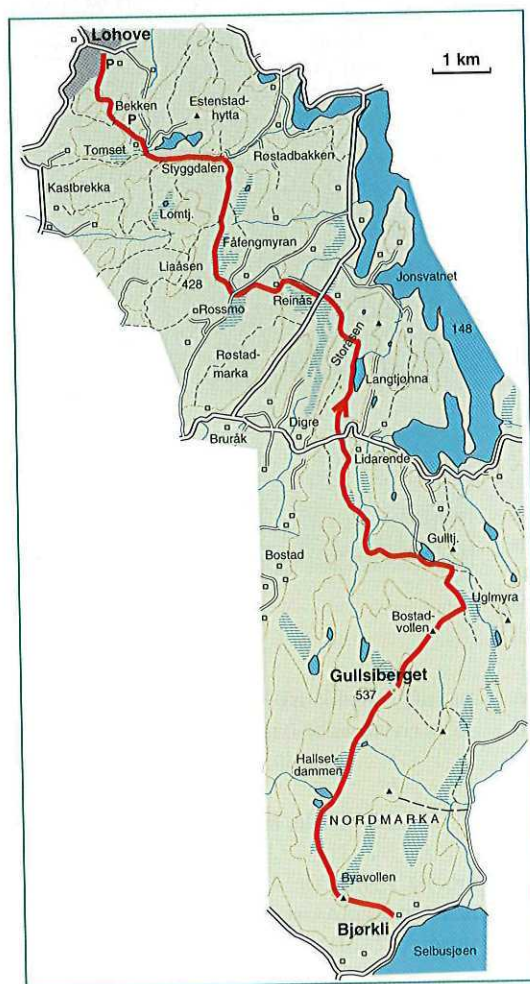 Lohove
1 km
P
Bekken
P
Estenstad-
hytta
Tomset
Styggdalen
Røstadbakken
Kastbrekka
Lomtj.
Fåfengmyran
Liaåsen
428
Jonsvatnet
Reinås
Rossmo
148
Storåsen
Røstad-
marka
Langtjønna
Digre
Bruråk
Lidarende
Gulltj.
Bostad
Uglmyra
Bostad-
vollen
Gullsiberget
537
Hallset-
dammen
NORDMARKA
Byavollen
Bjørkli
Selbusjøen